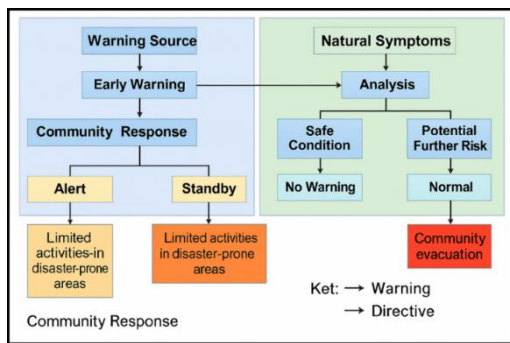 Warning Source
Early Warning
Community Response
Alert
Standby
Limited
activities-in
disaster-prone
areas
Limited activities
in disaster-prone
areas
Natural Symptoms
Analysis
Safe
Condition
Potential
Further Risk
No Warning
Normal
Community
evacuation
Ket: → Warning
→ Directive
Community Response